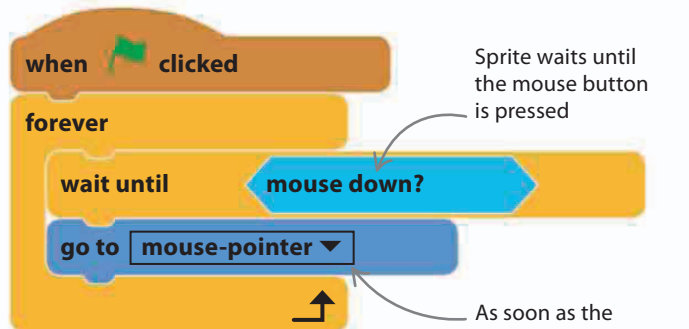 when clicked
forever
wait until mouse down?
go to mouse-pointer
Sprite waits until
the mouse button
is pressed
As soon as the